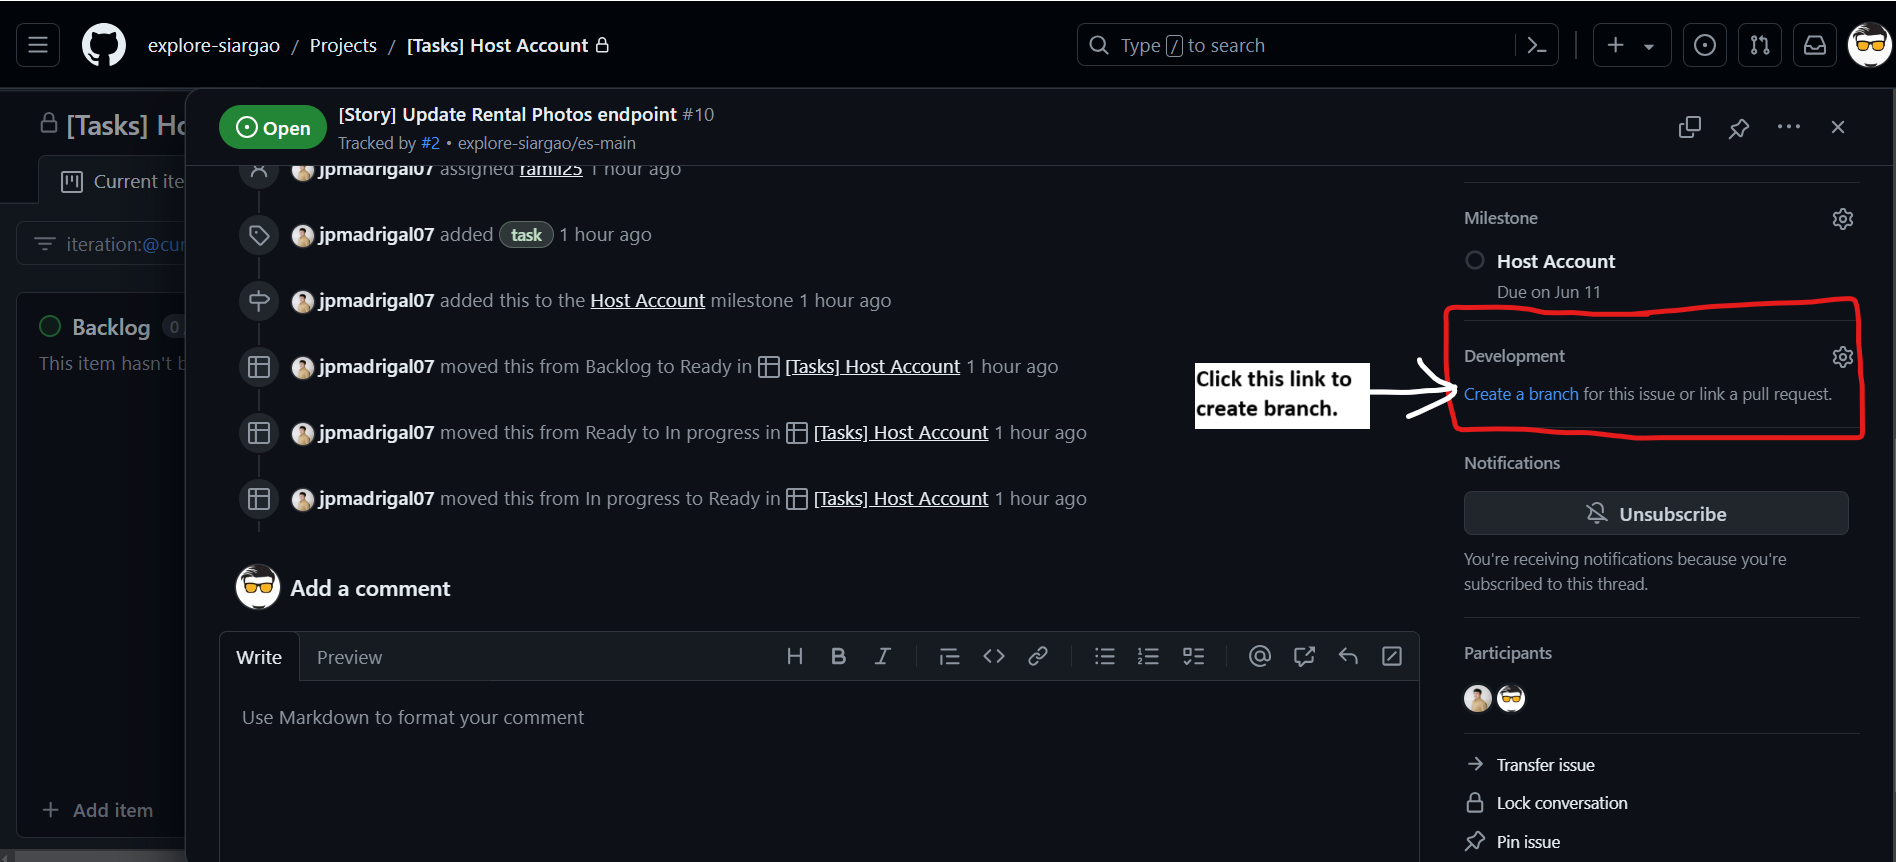 explore-siargao / Projects / [Tasks] Host Account
Type / to search
[Tasks] Ho
Current ite
iteration:@cur
Backlog 0
This item hasn't b
Add item
Open
[Story] Update Rental Photos endpoint #10
Tracked by #2 • explore-siargao/es-main
jpmadrigal07 assigned ramil25 1 hour ago
jpmadrigal07 added task 1 hour ago
jpmadrigal07 added this to the Host Account milestone 1 hour ago
jpmadrigal07 moved this from Backlog to Ready in [Tasks] Host Account 1 hour ago
jpmadrigal07 moved this from Ready to In progress in [Tasks] Host Account 1 hour ago
jpmadrigal07 moved this from In progress to Ready in [Tasks] Host Account 1 hour ago
Add a comment
Write
Preview
Use Markdown to format your comment
Click this link to
create branch.
Milestone
Host Account
Due on Jun 11
Development
Create a branch for this issue or link a pull request.
Notifications
Unsubscribe
You're receiving notifications because you're
subscribed to this thread.
Participants
Transfer issue
Lock conversation
Pin issue